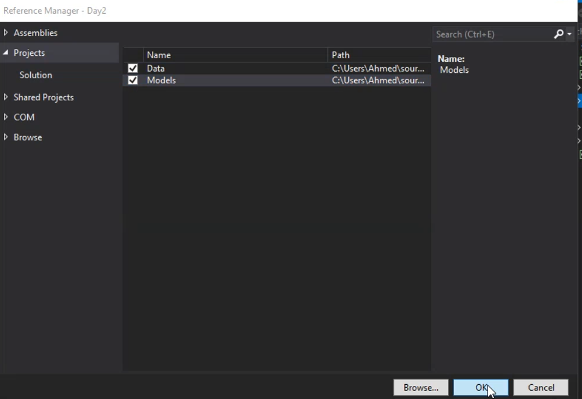 Reference Manager - Day2
Assemblies
Projects
Solution
Shared Projects
COM
Browse
Name Path
Data C:\Users\Ahmed\sour...
Models C:\Users\Ahmed\sour...
Search (Ctrl+E)
Name:
Models
Browse... OK Cancel